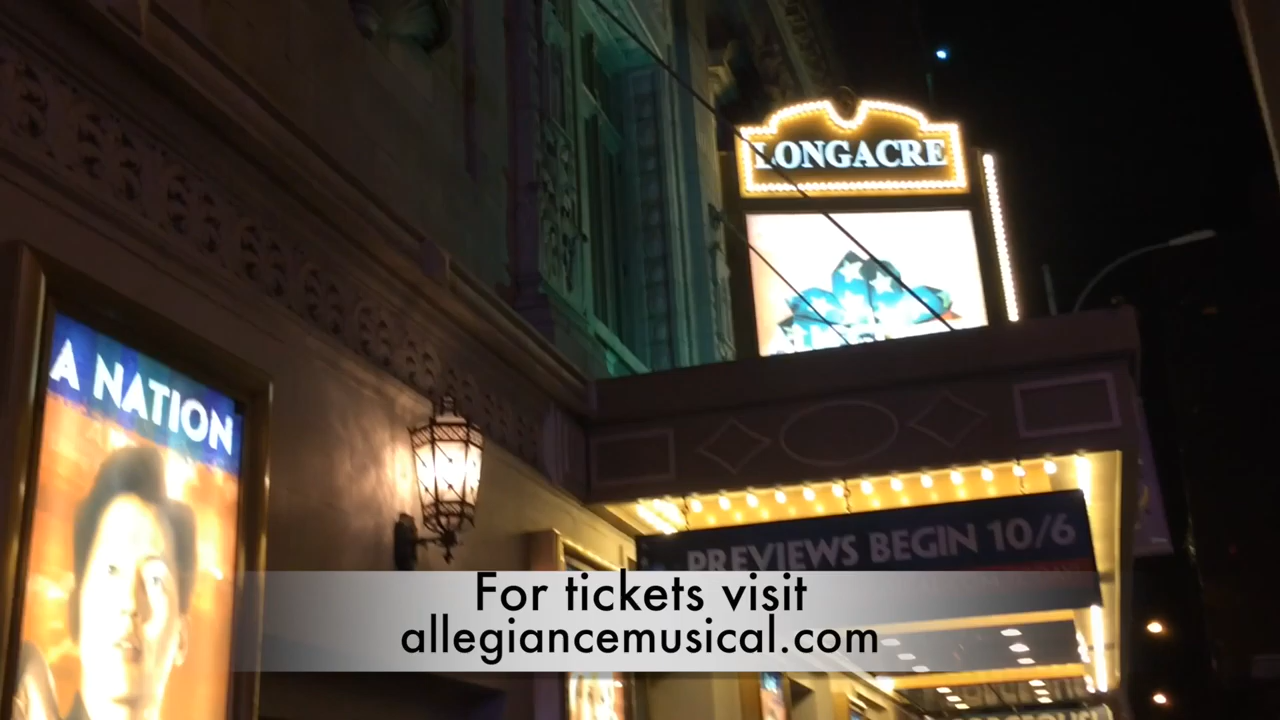 LONGACRE
A NATION
PREVIEWS BEGIN 10/6
For tickets visit
allegiancemusical.com